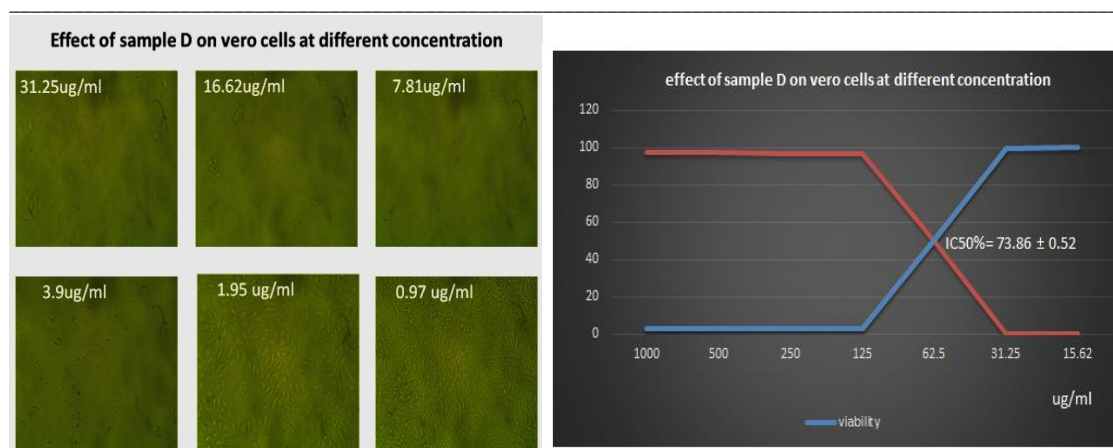 Effect of sample D on vero cells at different concentration
31.25ug/ml
16.62ug/ml
7.81ug/ml
3.9ug/ml
1.95 ug/ml
0.97 ug/ml
effect of sample D on vero cells at different concentration
120
100
80
60
40
20
0
IC50%= 73.86 ± 0.52
1000 500 250 125 62.5 31.25 15.62
ug/ml
viability